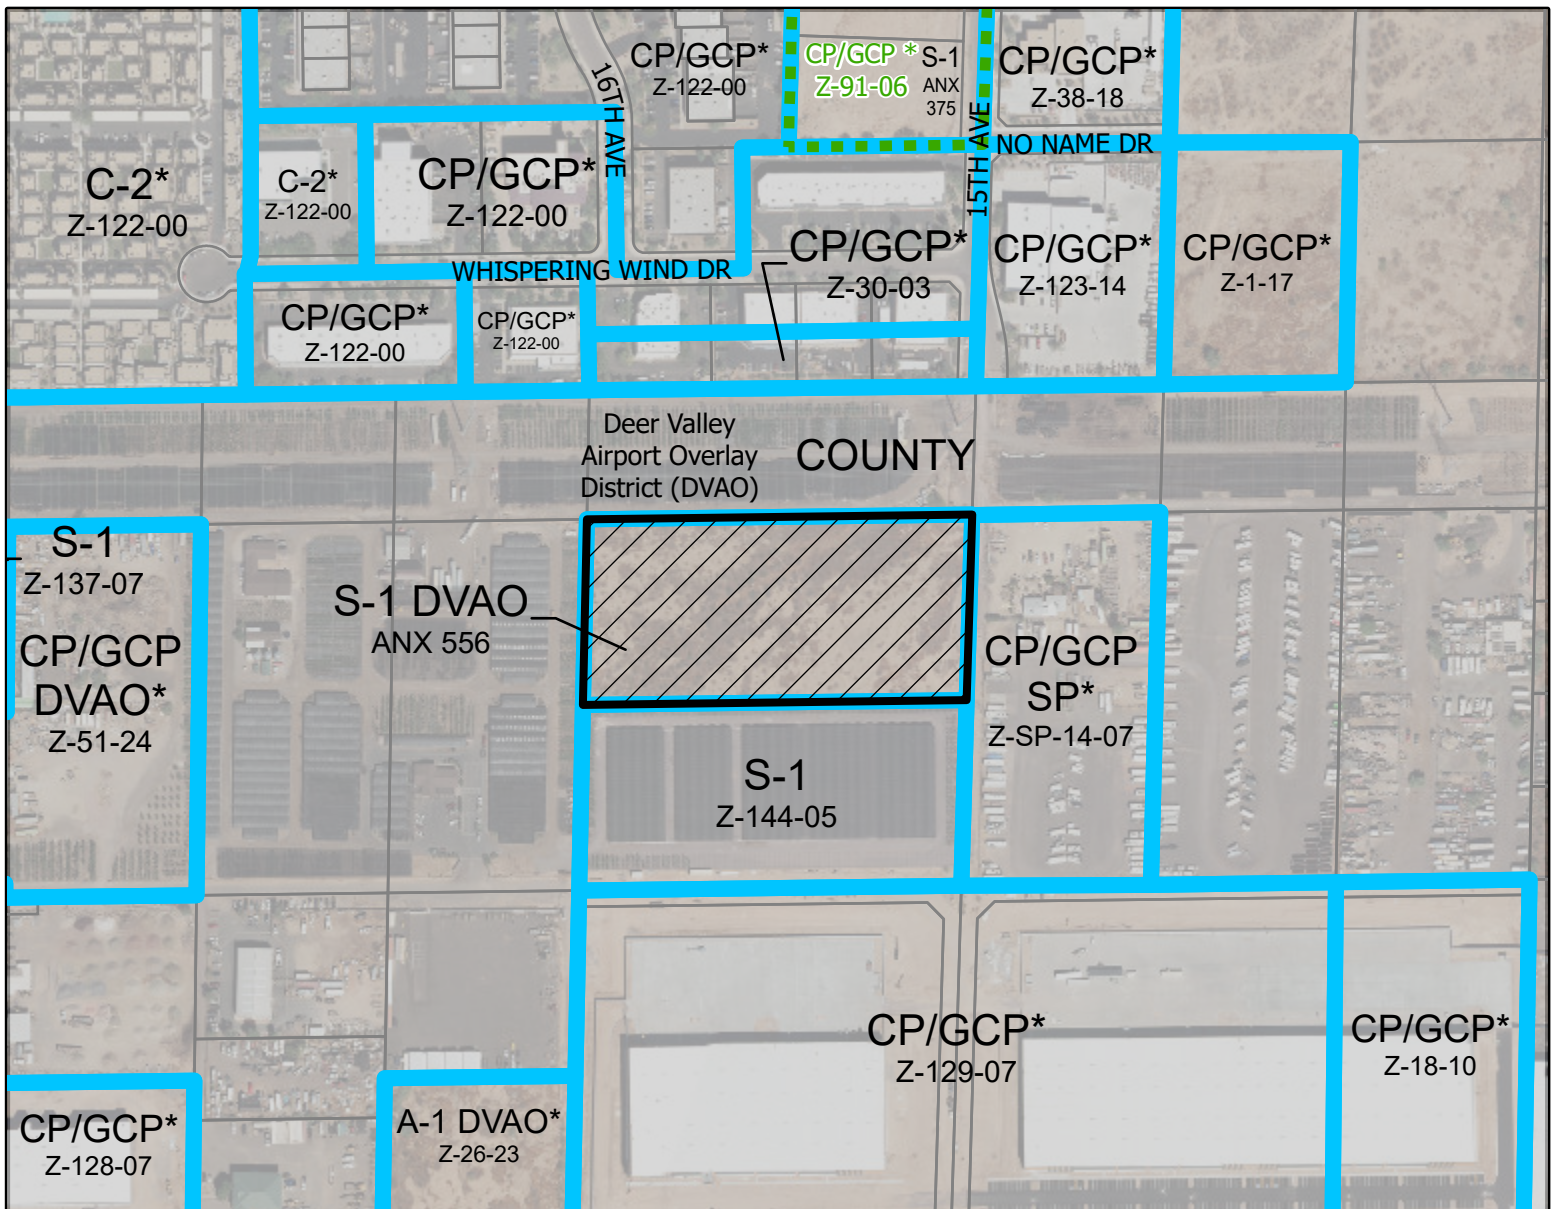 CP/GCP*
Z-122-00
CP/GCP *
Z-91-06
S-1
ANX
375
CP/GCP*
Z-38-18
16TH AVE
15TH AVE
NO NAME DR
C-2*
Z-122-00
C-2*
Z-122-00
CP/GCP*
Z-122-00
CP/GCP*
Z-30-03
CP/GCP*
Z-123-14
CP/GCP*
Z-1-17
WHISPERING WIND DR
CP/GCP*
Z-122-00
CP/GCP*
Z-122-00
Deer Valley
Airport Overlay
District (DVAO)
COUNTY
S-1
Z-137-07
CP/GCP
DVAO*
Z-51-24
S-1 DVAO
ANX 556
CP/GCP
SP*
Z-SP-14-07
S-1
Z-144-05
CP/GCP*
Z-129-07
CP/GCP*
Z-18-10
CP/GCP*
Z-128-07
A-1 DVAO*
Z-26-23